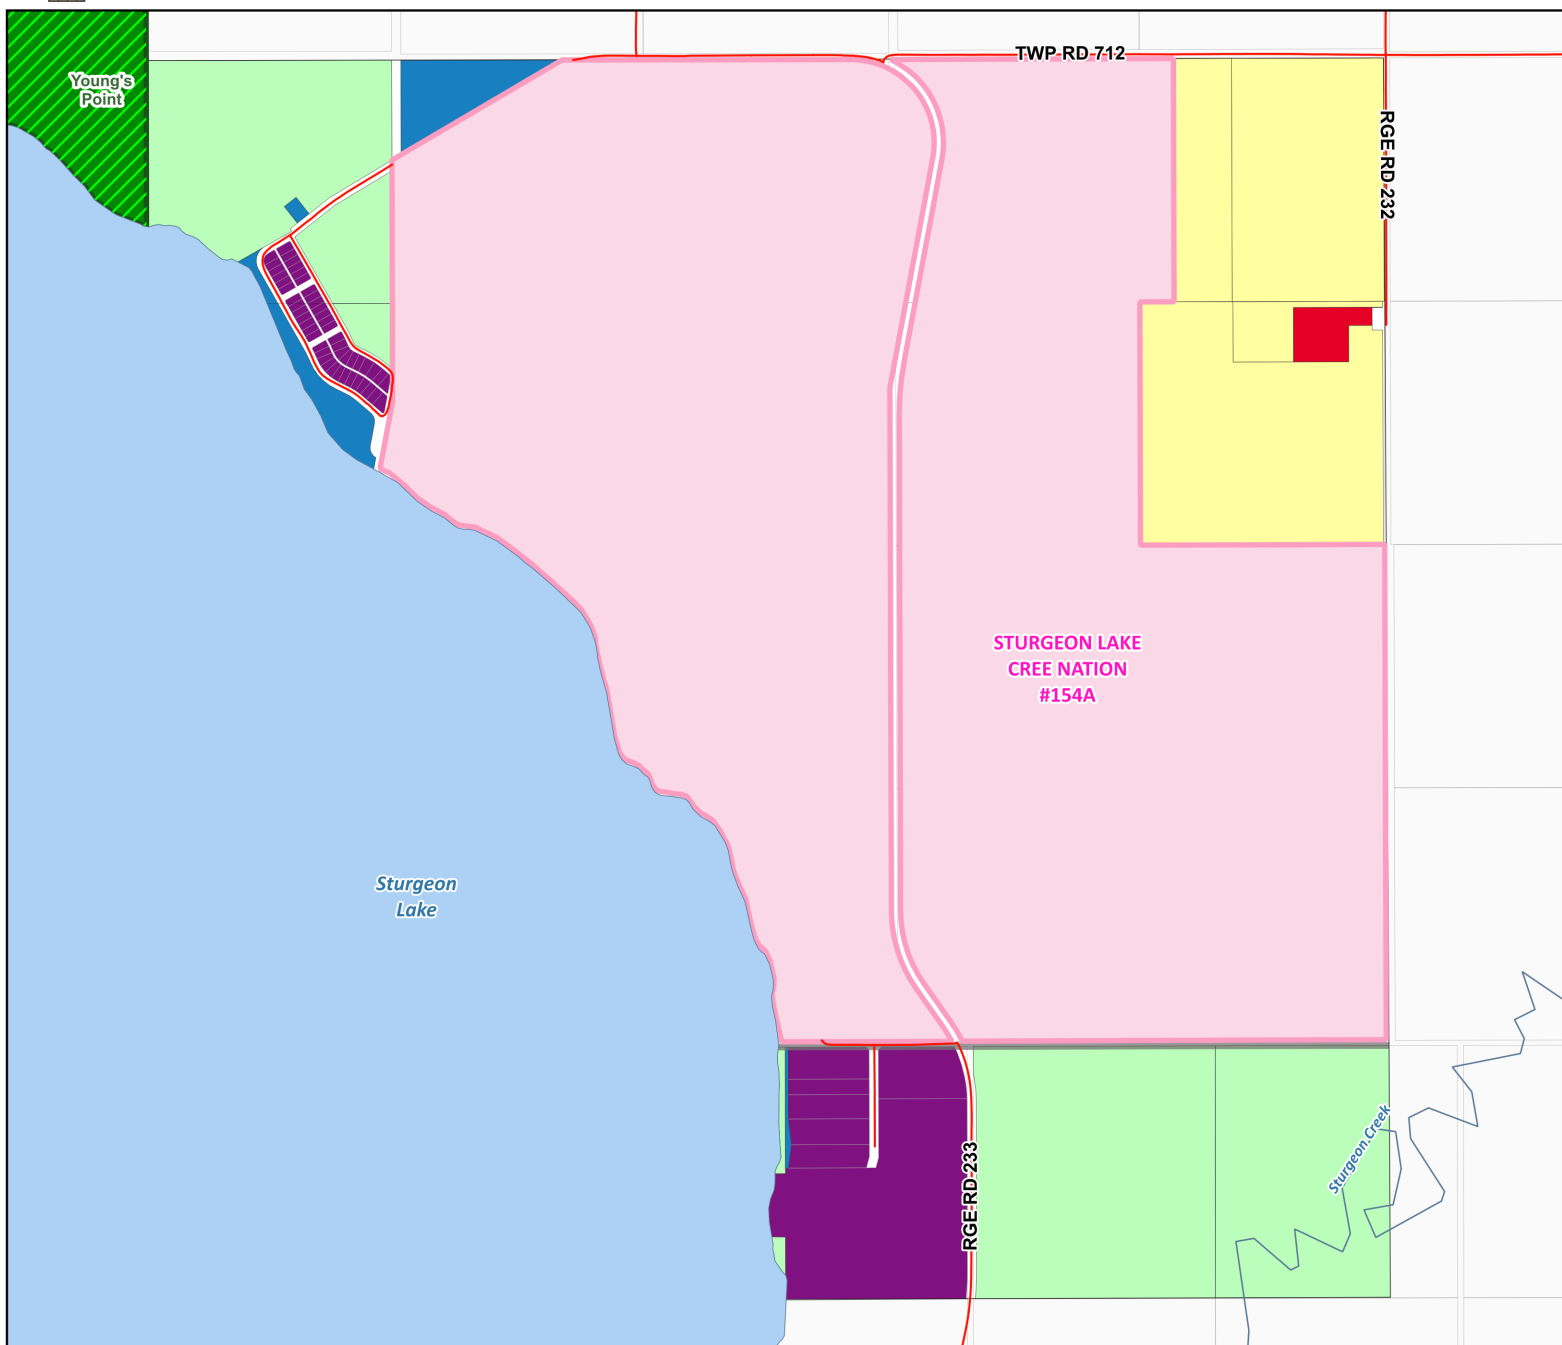 TWP RD 712
Young's
Point
RGE RD 232
STURGEON LAKE
CREE NATION
#154A
Sturgeon
Lake
Sturgeon Creek
RGE RD 233